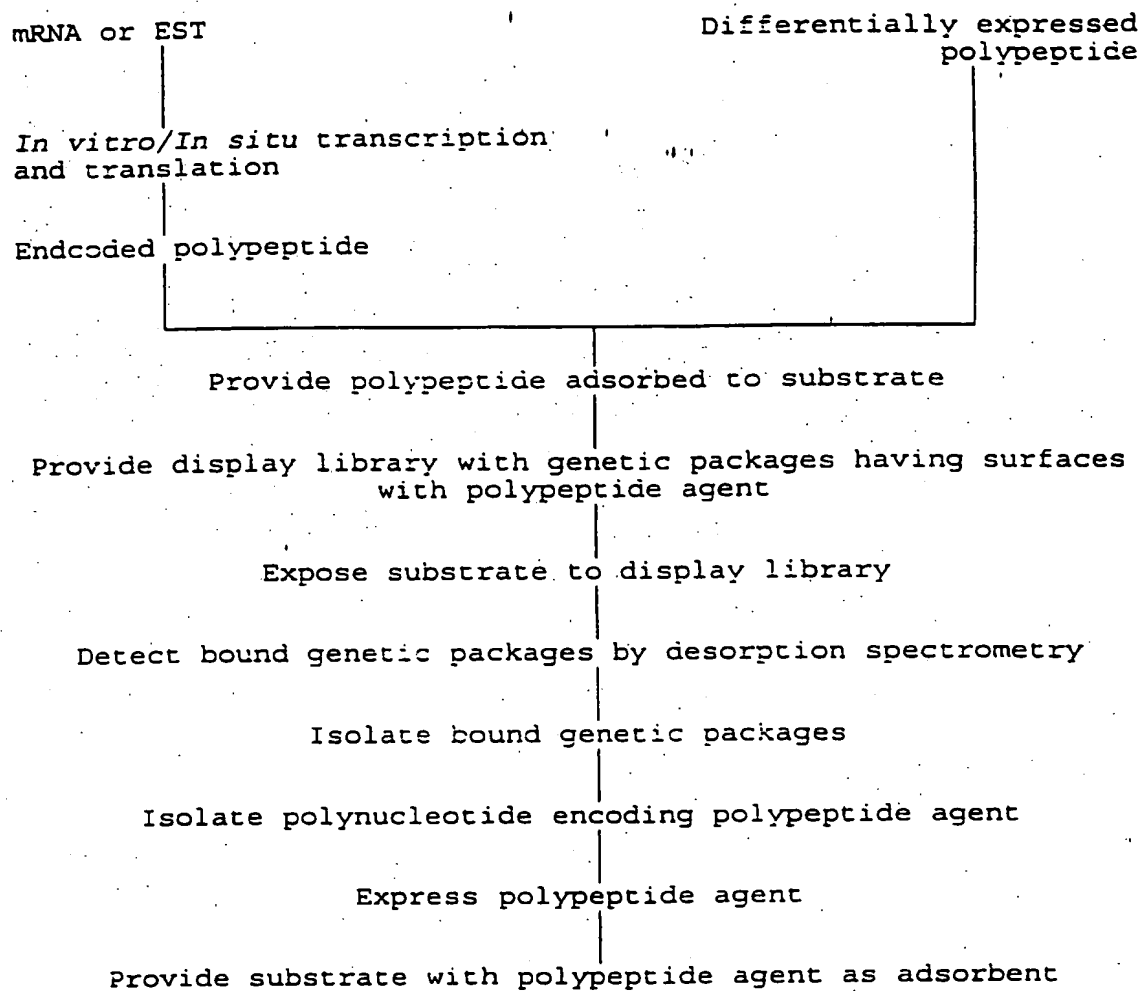 mRNA or EST
Differentially expressed
polypeptide
In vitro/In situ transcription
and translation
Endcoded polypeptide
Provide polypeptide adsorbed to substrate
Provide display library with genetic packages having surfaces
with polypeptide agent
Expose substrate to display library
Detect bound genetic packages by desorption spectrometry
Isolate bound genetic packages
Isolate polynucleotide encoding polypeptide agent
Express polypeptide agent
Provide substrate with polypeptide agent as adsorbent